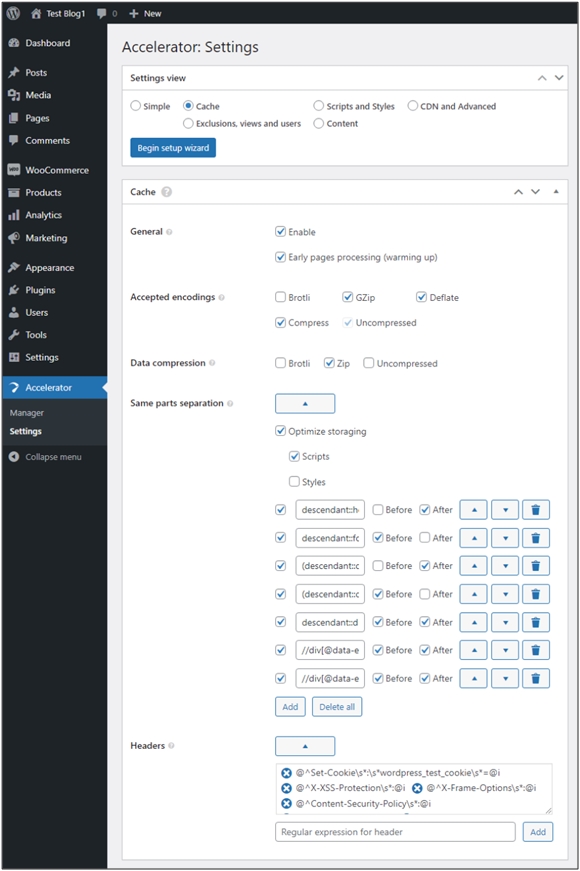 Test Blog1 0 + New
Dashboard
Posts
Media
Pages
Comments
WooCommerce
Products
Analytics
Marketing
Appearance
Plugins
Users
Tools
Settings
Accelerator
Manager
Settings
Collapse menu
Accelerator: Settings
Settings view
Simple Cache Scripts and Styles CDN and Advanced
Exclusions, views and users Content
Begin setup wizard
Cache ?
General ?
Enable
Early pages processing (warming up)
Accepted encodings ?
Brotli GZip Deflate
Compress Uncompressed
Data compression ?
Brotli Zip Uncompressed
Same parts separation ?
Optimize storaging
Scripts
Styles
descendant::h Before After
descendant::fc Before After
(descendant::c Before After
(descendant::c Before After
descendant::d Before After
//div[@data-e Before After
//div[@data-e Before After
Add Delete all
Headers ?
@^Set-Cookie\s*:\s*wordpress_test_cookie\s*=@i
@^X-XSS-Protection\s*:@i @^X-Frame-Options\s*:@i
@^Content-Security-Policy\s*:@i
Regular expression for header Add